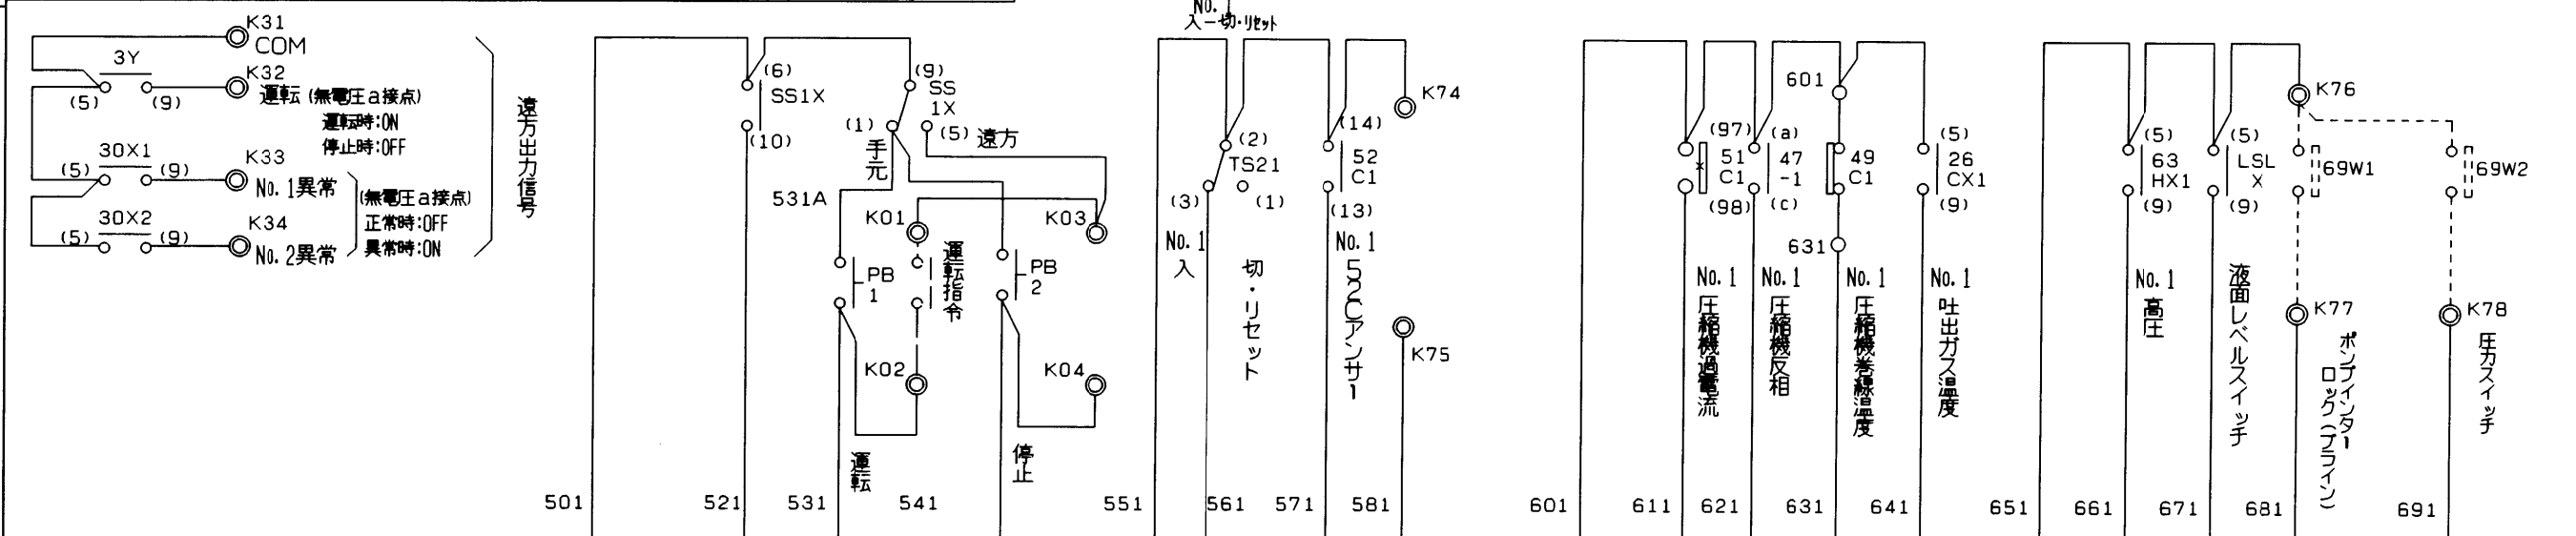 K31
COM
3Y
K32
(5)
(9)
運転
(無電圧a接点)
運転時:ON
停止時:OFF
30X1
K33
(5)
(9)
No.1異常
30X2
K34
(5)
(9)
No.2異常
(無電圧a接点)
正常時:OFF
異常時:ON
遠方出力信号
(6)
SS1X
(10)
(9)
SS
1X
(1)
(5)
遠方
手元
531A
K01
K03
PB
1
運転指令
PB
2
K02
K04
運転
停止
501
521
531
541
No.1
入ー切・リセット
(2)
TS21
(3)
(1)
No.1
入
切・リセット
(14)
52
C1
(13)
No.1
52Cアンサー
K74
K75
551
561
571
581
(97)
51
C1
(98)
No.1
圧縮機過電流
(a)
47
-1
(c)
No.1
圧縮機反相
601
49
C1
631
No.1
圧縮機巻線温度
(5)
26
CX1
(9)
No.1
吐出ガス温度
601
611
621
631
641
(5)
63
HX1
(9)
No.1
高圧
(5)
LSL
X
(9)
液面レベルスイッチ
K76
69W1
K77
ポンプインター
ロック(ブライン)
69W2
K78
圧力スイッチ
651
661
671
681
691